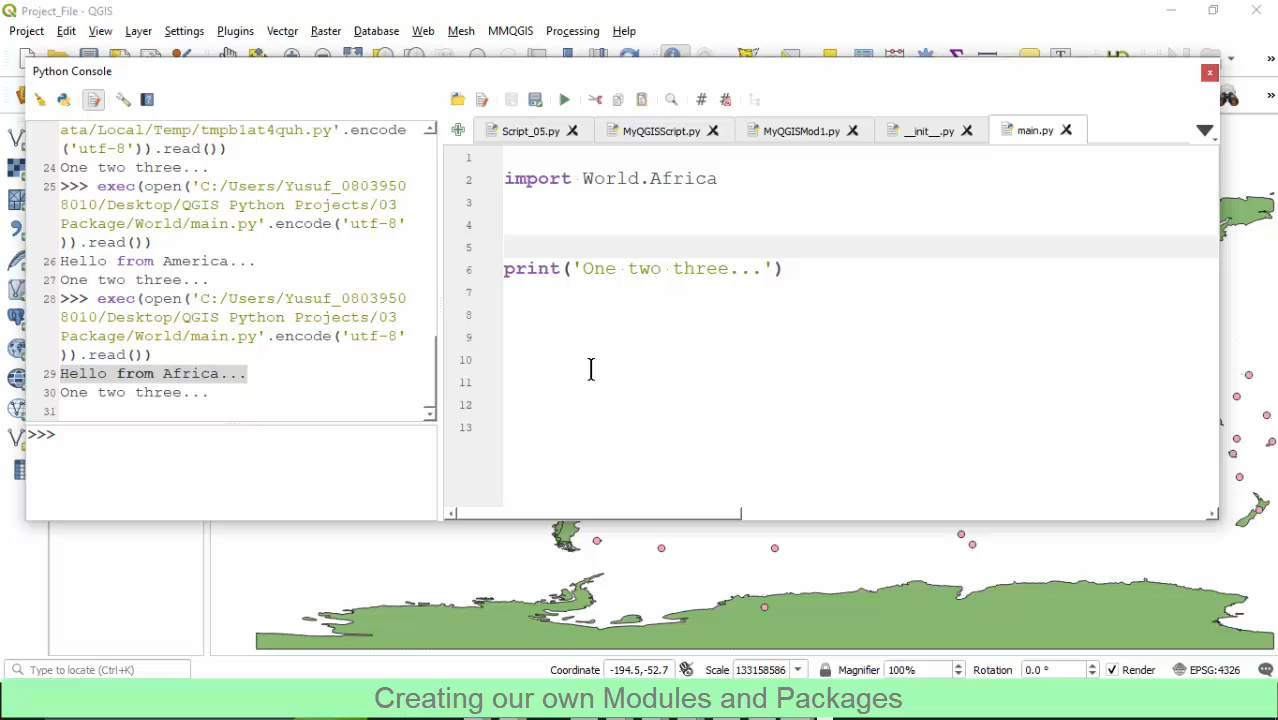 Project_File - QGIS
Project Edit View Layer Settings Plugins Vector Raster Database Web Mesh MMQGIS Processing Help
Python Console
Script_05.py MyQGISScript.py MyQGISMod1.py __init__.py main.py
ata/Local/Temp/tmpb1at4quh.py'.encode
('utf-8')).read())
24 One two three...
25 >>> exec(open('C:/Users/Yusuf_0803950
8010/Desktop/QGIS Python Projects/03
Package/World/main.py'.encode('utf-8'
)).read())
26 Hello from America...
27 One two three...
28 >>> exec(open('C:/Users/Yusuf_0803950
8010/Desktop/QGIS Python Projects/03
Package/World/main.py'.encode('utf-8'
)).read())
29 Hello from Africa...
30 One two three...
31
>>>
1
2 import World.Africa
3
4
5
6 print('One two three...')
7
8
9
10
11
12
13
Type to locate (Ctrl+K) Coordinate -194.5,-52.7 Scale 133158586 Magnifier 100% Rotation 0.0 ° Render EPSG:4326
Creating our own Modules and Packages